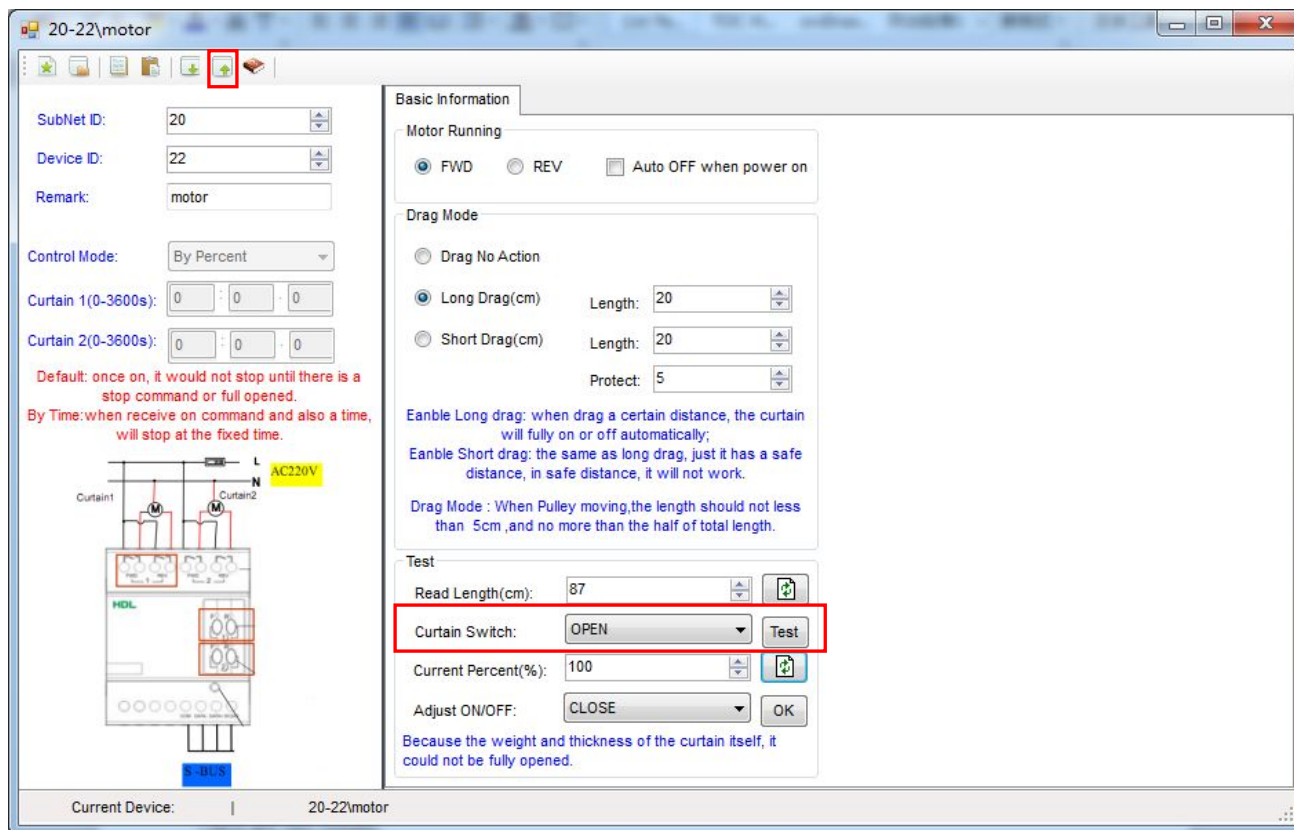 20-22\motor
SubNet ID:
20
Device ID:
22
Remark:
motor
Control Mode:
By Percent
Curtain 1(0-3600s):
0 : 0 . 0
Curtain 2(0-3600s):
0 : 0 . 0
Default: once on, it would not stop until there is a
stop command or full opened.
By Time:when receive on command and also a time,
will stop at the fixed time.
L
AC220V
N
Curtain1
Curtain2
M
M
1
2
HDL
S-BUS
Basic Information
Motor Running
FWD
REV
Auto OFF when power on
Drag Mode
Drag No Action
Long Drag(cm)
Length:
20
Short Drag(cm)
Length:
20
Protect:
5
Eanble Long drag: when drag a certain distance, the curtain
will fully on or off automatically;
Eanble Short drag: the same as long drag, just it has a safe
distance, in safe distance, it will not work.
Drag Mode : When Pulley moving,the length should not less
than 5cm ,and no more than the half of total length.
Test
Read Length(cm):
87
Curtain Switch:
OPEN
Test
Current Percent(%):
100
Adjust ON/OFF:
CLOSE
OK
Because the weight and thickness of the curtain itself, it
could not be fully opened.
Current Device:
|
20-22\motor